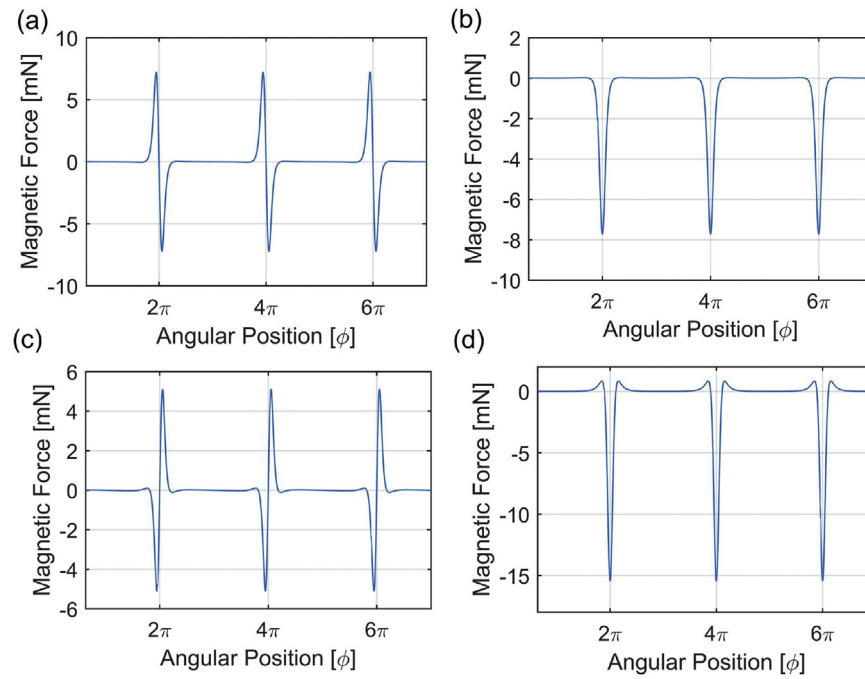 (a)
10
5
0
-5
-10
Magnetic Force [mN]
2π
4π
6π
Angular Position [ϕ]
(b)
2
0
-2
-4
-6
-8
-10
Magnetic Force [mN]
2π
4π
6π
Angular Position [ϕ]
(c)
6
4
2
0
-2
-4
-6
Magnetic Force [mN]
2π
4π
6π
Angular Position [ϕ]
(d)
0
-5
-10
-15
Magnetic Force [mN]
2π
4π
6π
Angular Position [ϕ]